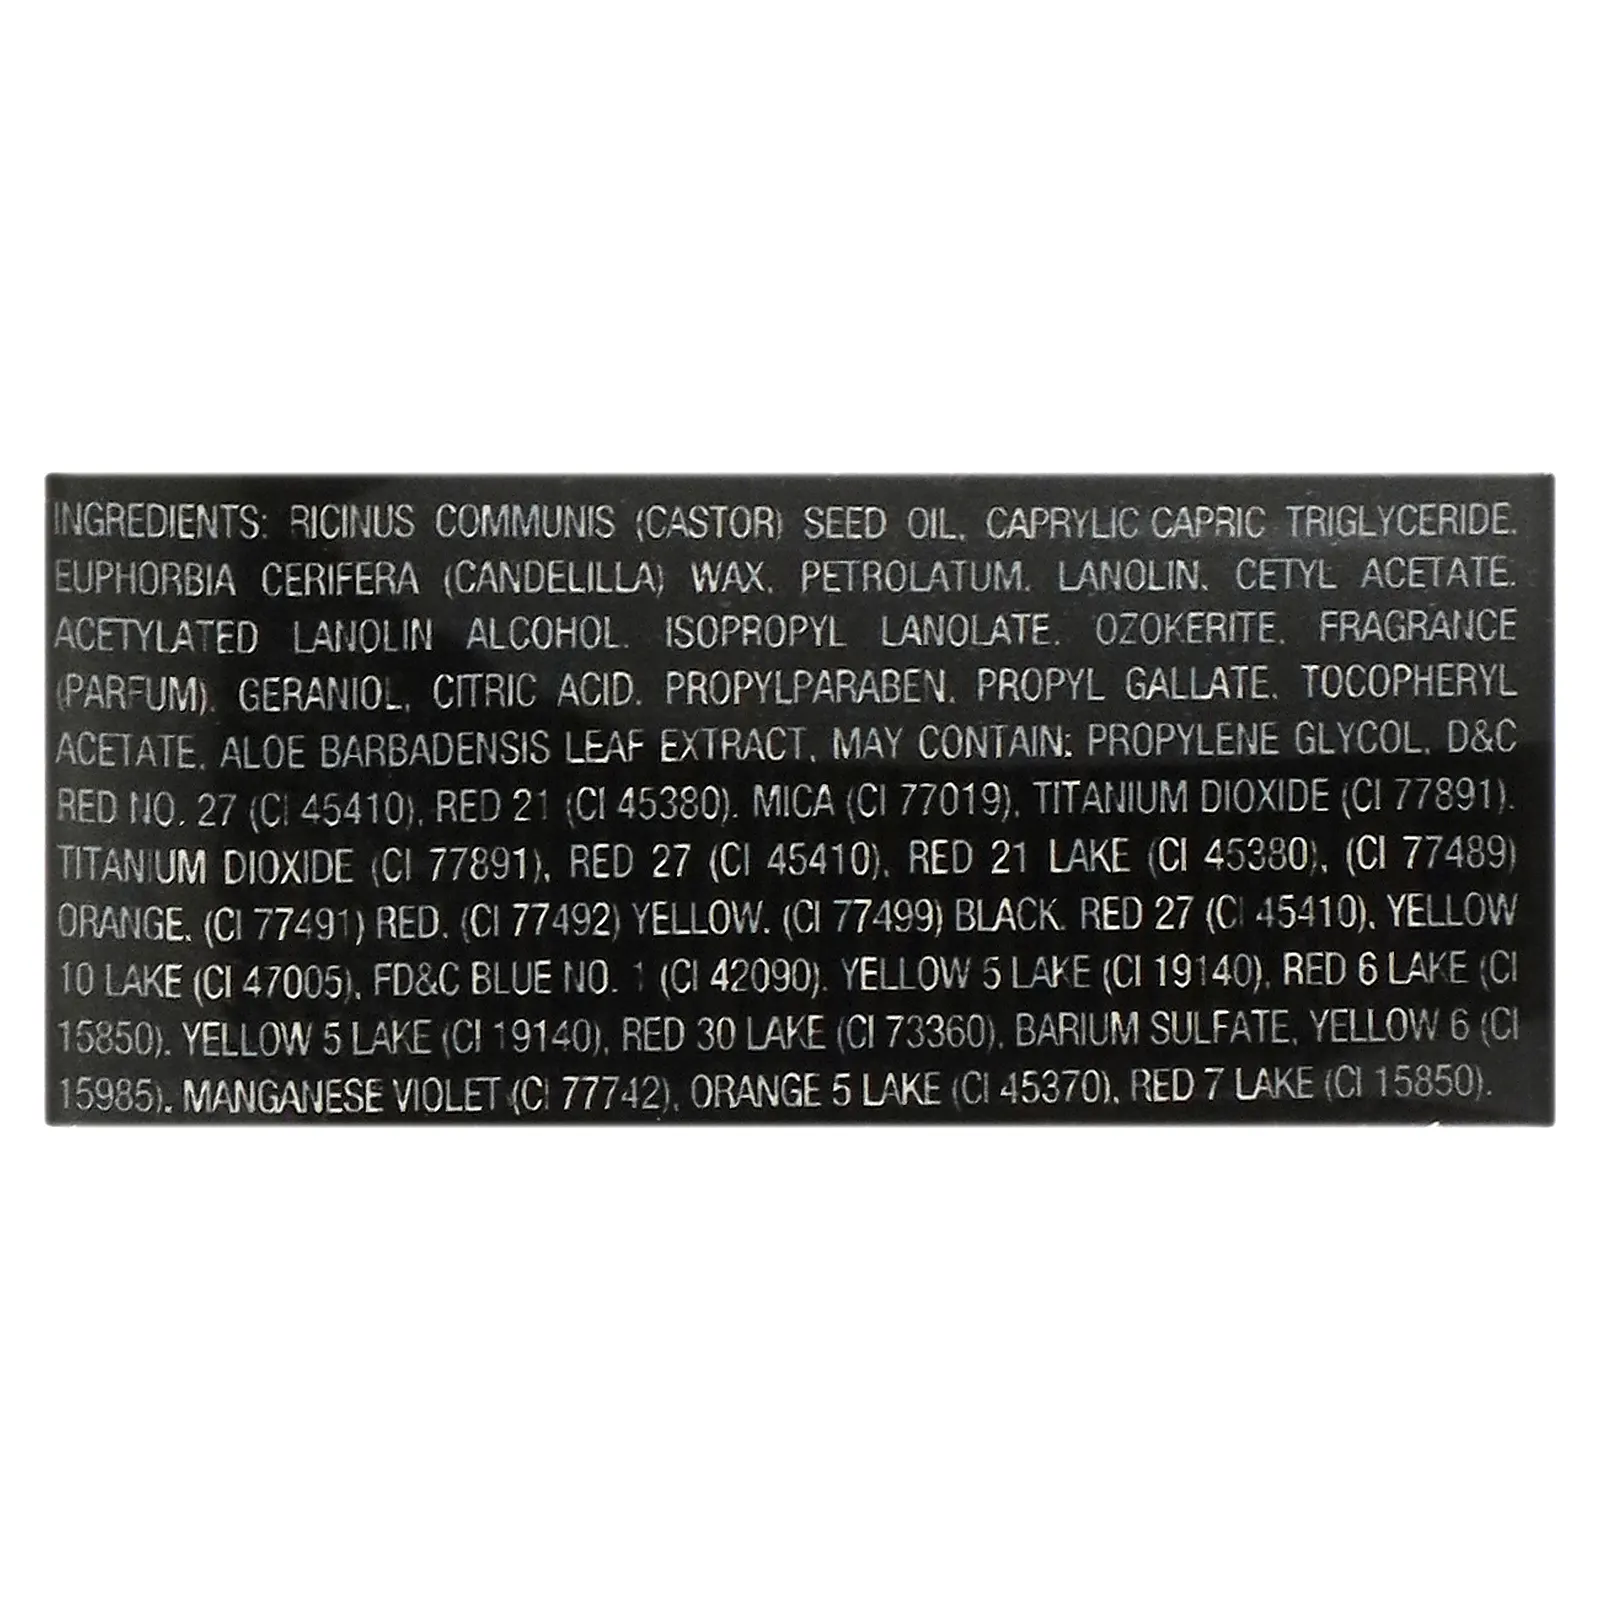 INGREDIENTS: RICINUS COMMUNIS (CASTOR) SEED OIL, CAPRYLIC CAPRIC TRIGLYCERIDE,
EUPHORBIA CERIFERA (CANDELILLA) WAX, PETROLATUM, LANOLIN, CETYL ACETATE,
ACETYLATED LANOLIN ALCOHOL, ISOPROPYL LANOLATE, OZOKERITE, FRAGRANCE
(PARFUM), GERANIOL, CITRIC ACID, PROPYLPARABEN, PROPYL GALLATE, TOCOPHERYL
ACETATE, ALOE BARBADENSIS LEAF EXTRACT, MAY CONTAIN: PROPYLENE GLYCOL, D&C
RED NO. 27 (CI 45410), RED 21 (CI 45380), MICA (CI 77019), TITANIUM DIOXIDE (CI 77891),
TITANIUM DIOXIDE (CI 77891), RED 27 (CI 45410), RED 21 LAKE (CI 45380), (CI 77489)
ORANGE, (CI 77491) RED, (CI 77492) YELLOW, (CI 77499) BLACK, RED 27 (CI 45410), YELLOW
10 LAKE (CI 47005), FD&C BLUE NO. 1 (CI 42090), YELLOW 5 LAKE (CI 19140), RED 6 LAKE (CI
15850), YELLOW 5 LAKE (CI 19140), RED 30 LAKE (CI 73360), BARIUM SULFATE, YELLOW 6 (CI
15985), MANGANESE VIOLET (CI 77742), ORANGE 5 LAKE (CI 45370), RED 7 LAKE (CI 15850).